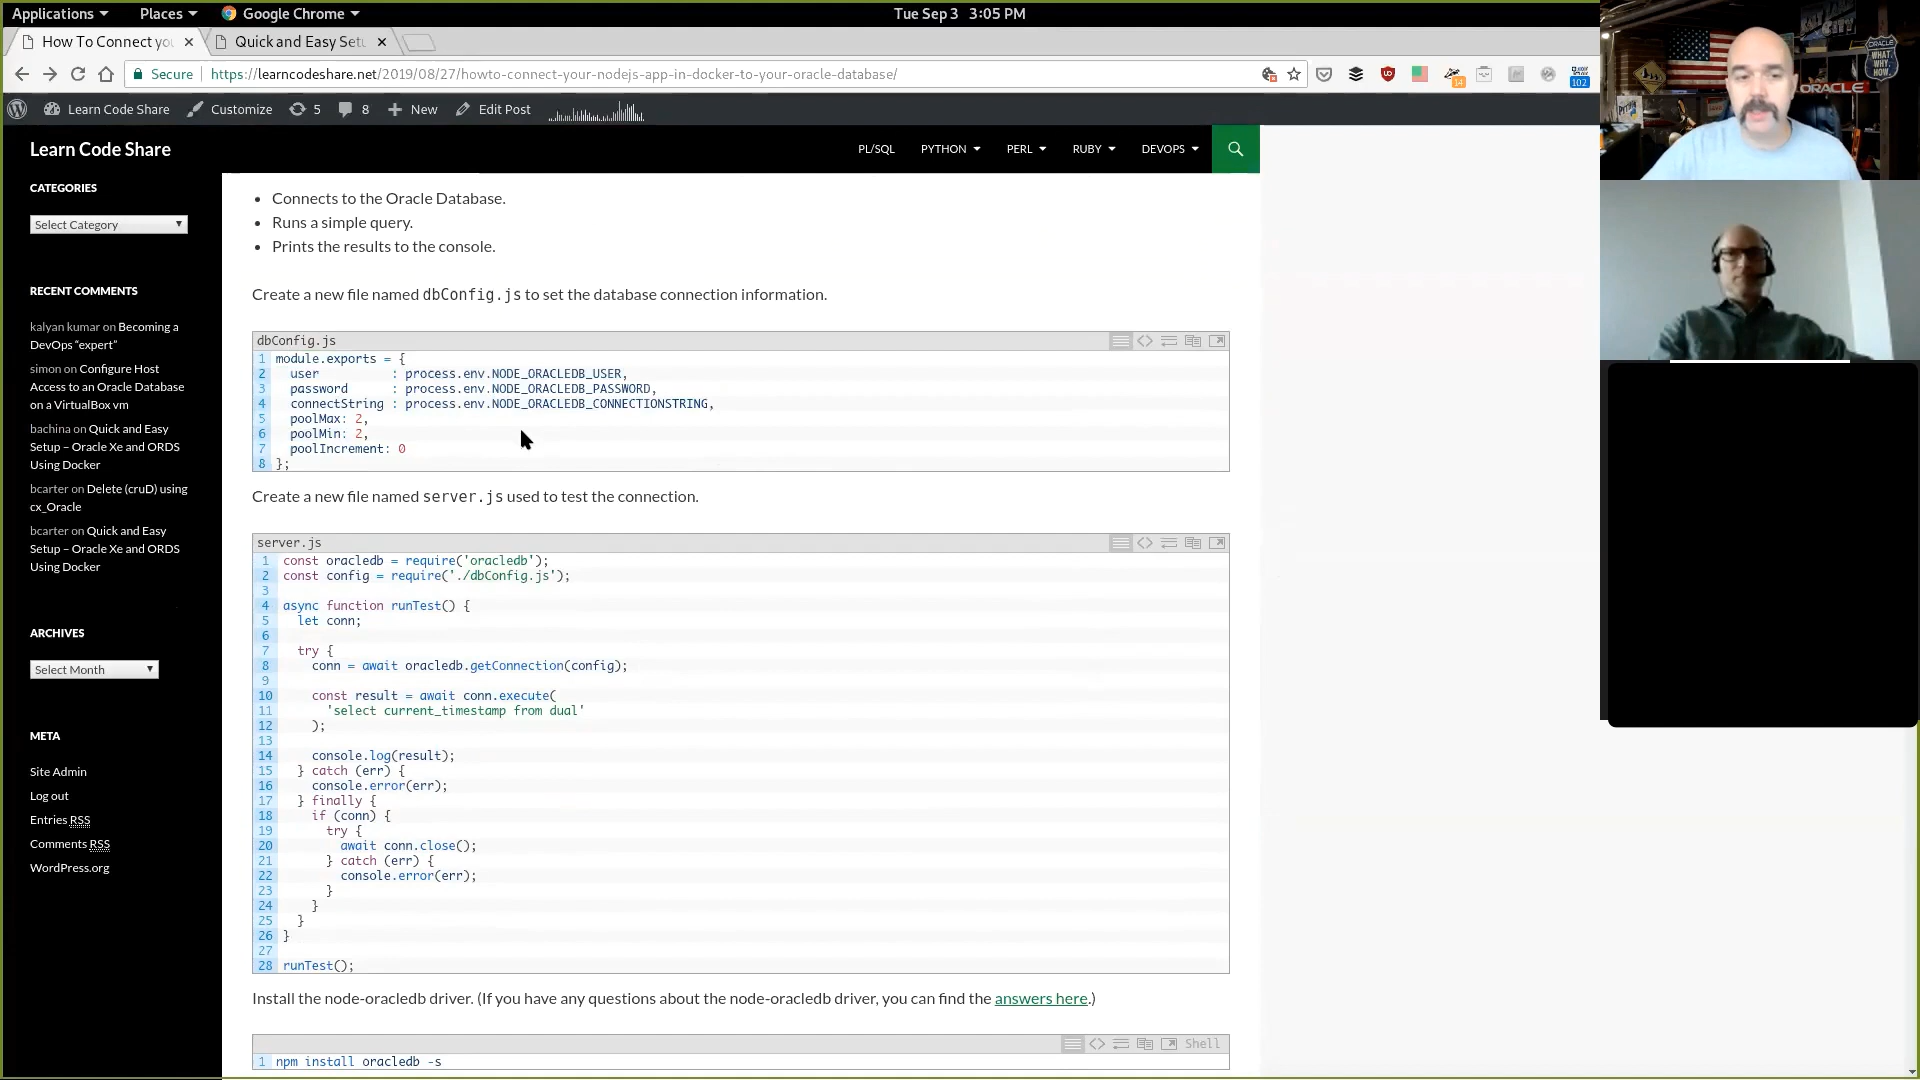 Applications Places Google Chrome Tue Sep 3 3:05 PM
How To Connect yo Quick and Easy Setu
Secure https://learncodeshare.net/2019/08/27/howto-connect-your-nodejs-app-in-docker-to-your-oracle-database/ 14 102
Learn Code Share Customize 5 8 New Edit Post
Learn Code Share PL/SQL PYTHON PERL RUBY DEVOPS
CATEGORIES
Select Category
RECENT COMMENTS
kalyan kumar on Becoming a
DevOps “expert”
simon on Configure Host
Access to an Oracle Database
on a VirtualBox vm
bachina on Quick and Easy
Setup – Oracle Xe and ORDS
Using Docker
bcarter on Delete (cruD) using
cx_Oracle
bcarter on Quick and Easy
Setup – Oracle Xe and ORDS
Using Docker
ARCHIVES
Select Month
META
Site Admin
Log out
Entries RSS
Comments RSS
WordPress.org
• Connects to the Oracle Database.
• Runs a simple query.
• Prints the results to the console.
Create a new file named dbConfig.js to set the database connection information.
dbConfig.js
1 module.exports = {
2 user : process.env.NODE_ORACLEDB_USER,
3 password : process.env.NODE_ORACLEDB_PASSWORD,
4 connectString : process.env.NODE_ORACLEDB_CONNECTIONSTRING,
5 poolMax: 2,
6 poolMin: 2,
7 poolIncrement: 0
8 };
Create a new file named server.js used to test the connection.
server.js
1 const oracledb = require('oracledb');
2 const config = require('./dbConfig.js');
3
4 async function runTest() {
5 let conn;
6
7 try {
8 conn = await oracledb.getConnection(config);
9
10 const result = await conn.execute(
11 'select current_timestamp from dual'
12 );
13
14 console.log(result);
15 } catch (err) {
16 console.error(err);
17 } finally {
18 if (conn) {
19 try {
20 await conn.close();
21 } catch (err) {
22 console.error(err);
23 }
24 }
25 }
26 }
27
28 runTest();
Install the node-oracledb driver. (If you have any questions about the node-oracledb driver, you can find the answers here.)
Shell
1 npm install oracledb -s
ORACLE
WHAT
WHY
HOW
ORACLE